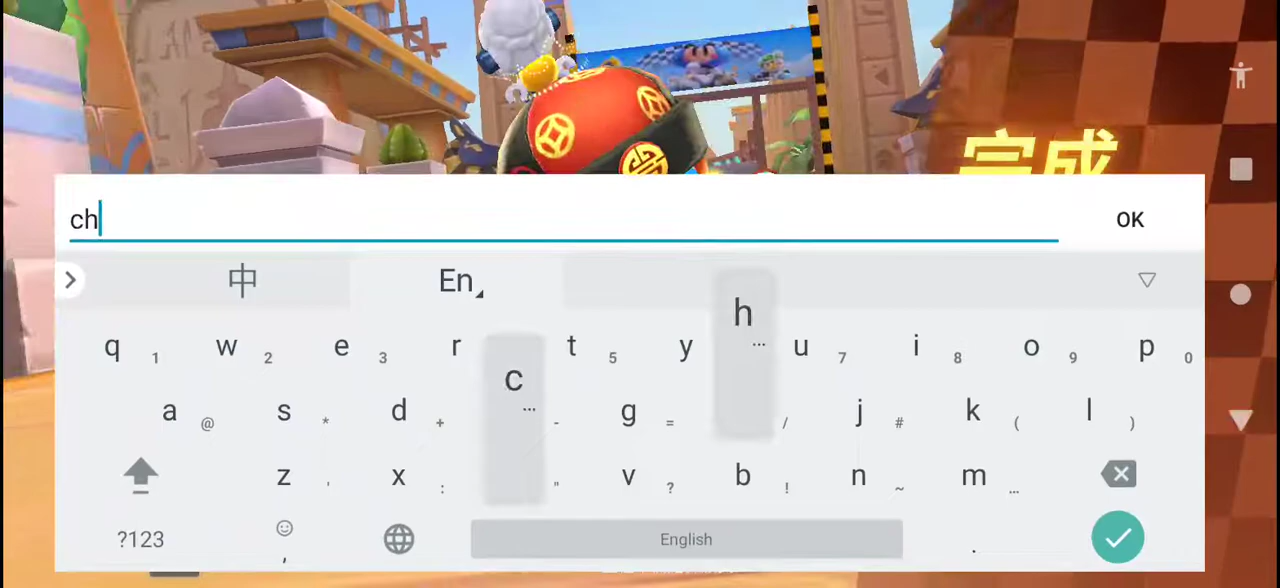 完成
ch
OK
中 En
h
q 1 w 2 e 3 r t 5 y u 7 i 8 o 9 p 0
c
a @ s * d + - g = / j # k ( l )
z ' x : " v ? b ! n ~ m …
?123 , English .